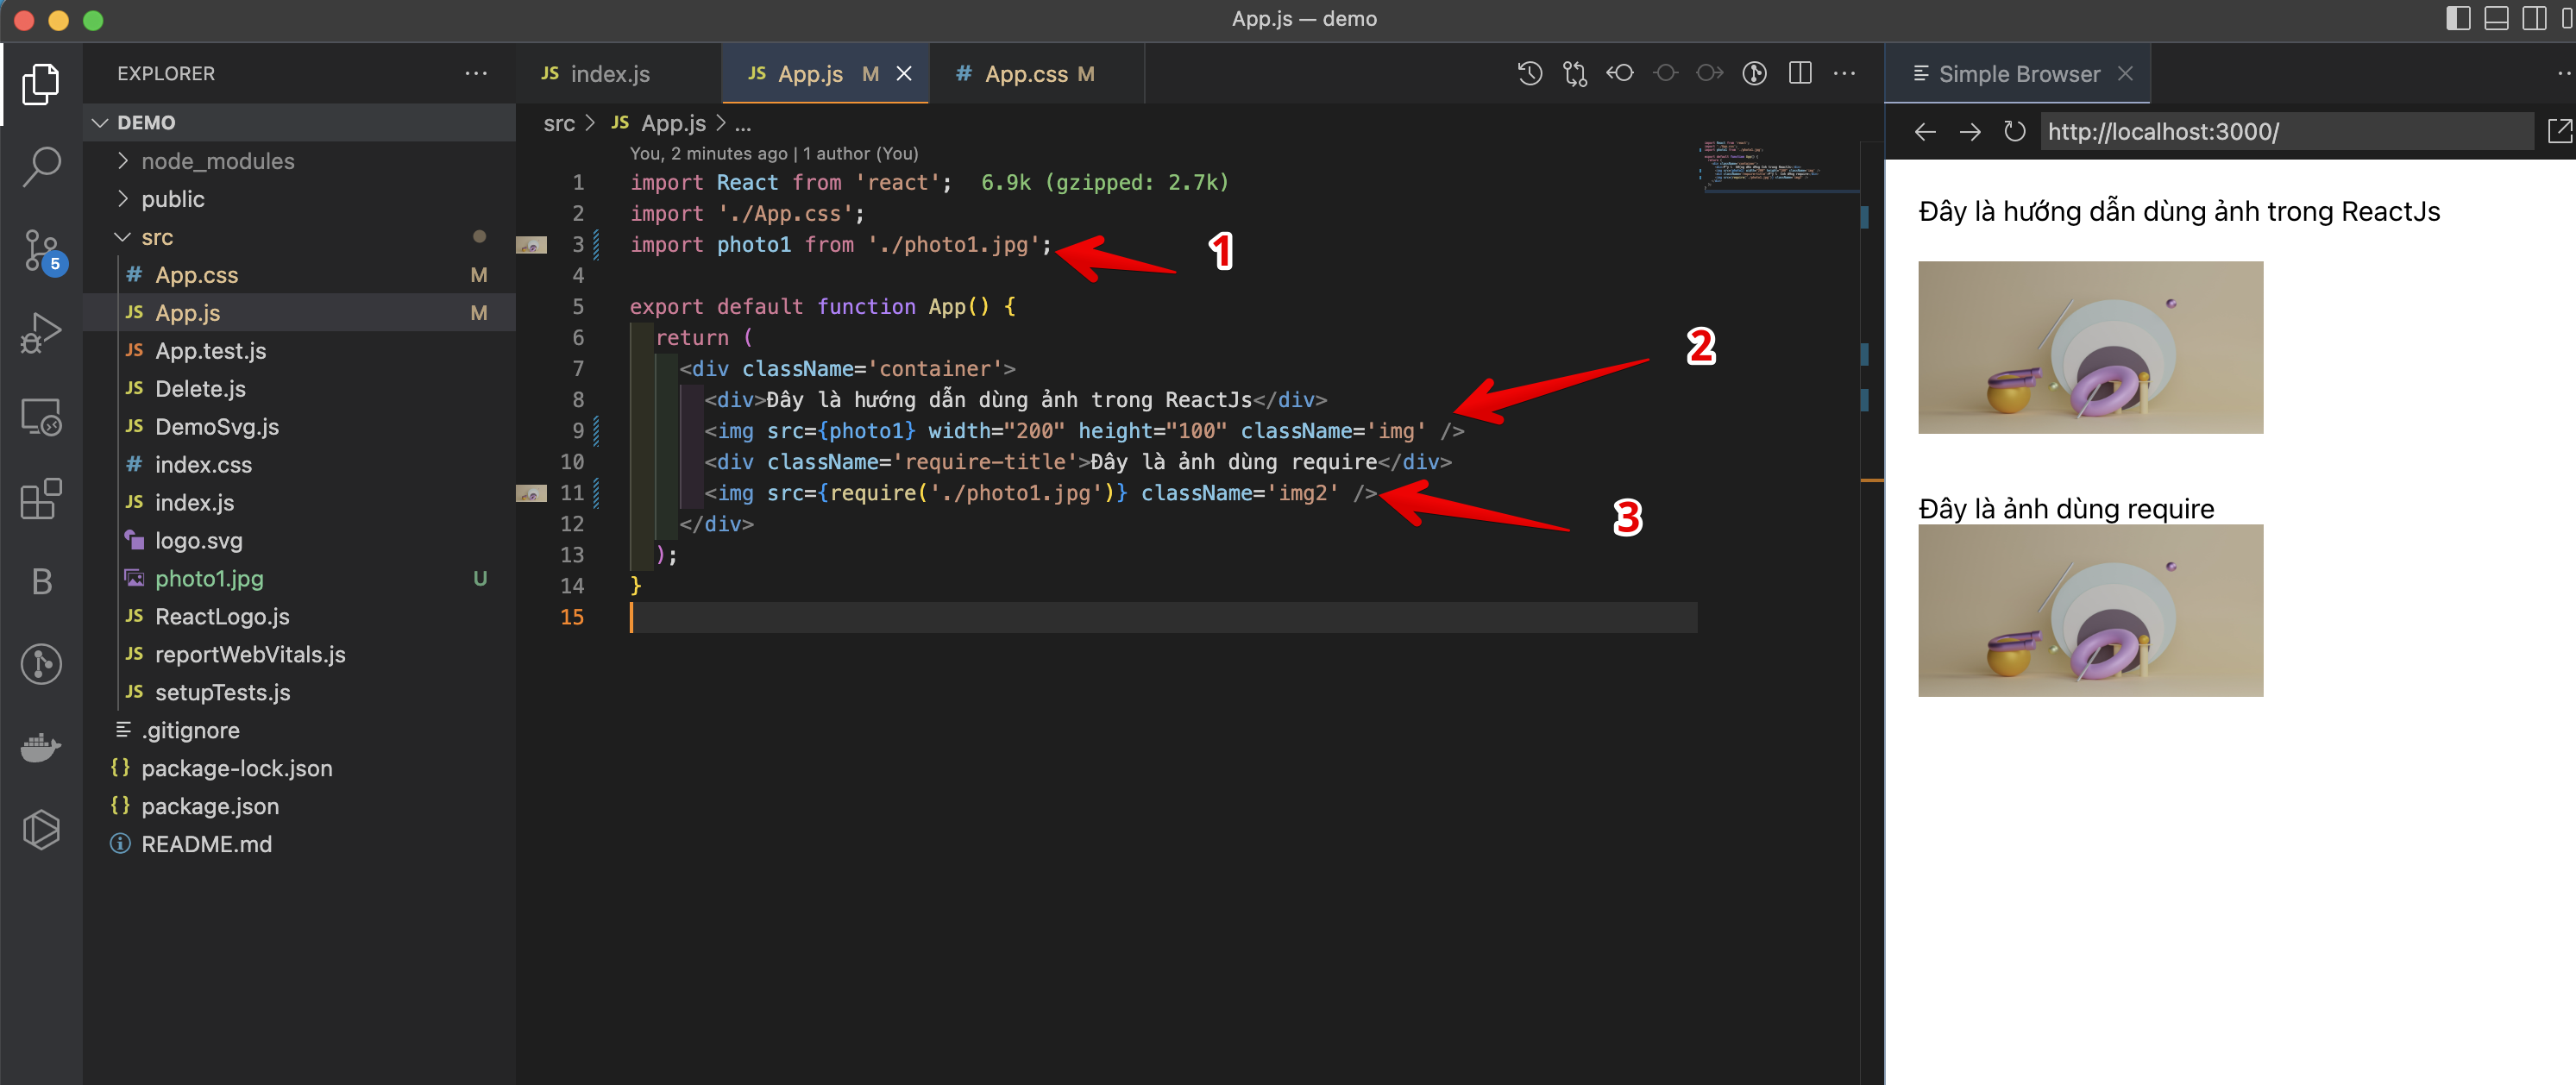 App.js — demo
EXPLORER
DEMO
node_modules
public
src
# App.css M
JS App.js M
JS App.test.js
JS Delete.js
JS DemoSvg.js
# index.css
JS index.js
logo.svg
photo1.jpg U
JS ReactLogo.js
JS reportWebVitals.js
JS setupTests.js
.gitignore
{} package-lock.json
{} package.json
README.md
5
B
JS index.js
JS App.js M
# App.css M
src > JS App.js > ...
You, 2 minutes ago | 1 author (You)
1 import React from 'react'; 6.9k (gzipped: 2.7k)
2 import './App.css';
3 import photo1 from './photo1.jpg';
4
5 export default function App() {
6 return (
7 <div className='container'>
8 <div>Đây là hướng dẫn dùng ảnh trong ReactJs</div>
9 <img src={photo1} width="200" height="100" className='img' />
10 <div className='require-title'>Đây là ảnh dùng require</div>
11 <img src={require('./photo1.jpg')} className='img2' />
12 </div>
13 );
14 }
15
1
2
3
Simple Browser
http://localhost:3000/
Đây là hướng dẫn dùng ảnh trong ReactJs
Đây là ảnh dùng require